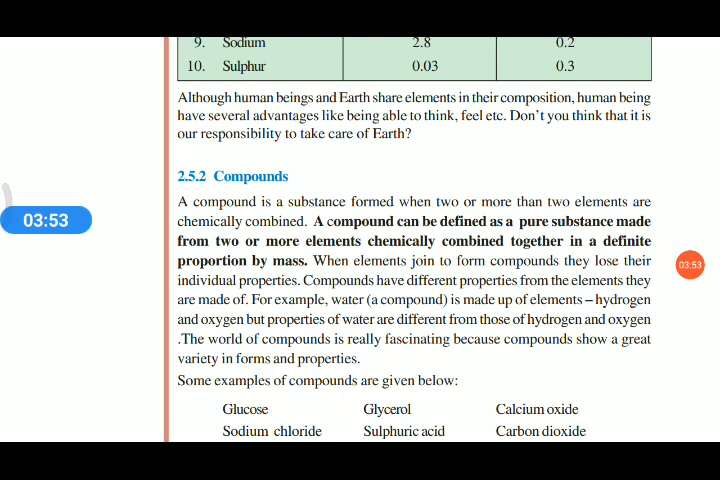 9. Sodium 2.8 0.2
10. Sulphur 0.03 0.3
Although human beings and Earth share elements in their composition, human being
have several advantages like being able to think, feel etc. Don’t you think that it is
our responsibility to take care of Earth?
2.5.2 Compounds
A compound is a substance formed when two or more than two elements are
chemically combined. A compound can be defined as a pure substance made
from two or more elements chemically combined together in a definite
proportion by mass. When elements join to form compounds they lose their
individual properties. Compounds have different properties from the elements they
are made of. For example, water (a compound) is made up of elements – hydrogen
and oxygen but properties of water are different from those of hydrogen and oxygen
.The world of compounds is really fascinating because compounds show a great
variety in forms and properties.
Some examples of compounds are given below:
Glucose Glycerol Calcium oxide
Sodium chloride Sulphuric acid Carbon dioxide
03:53
03:53